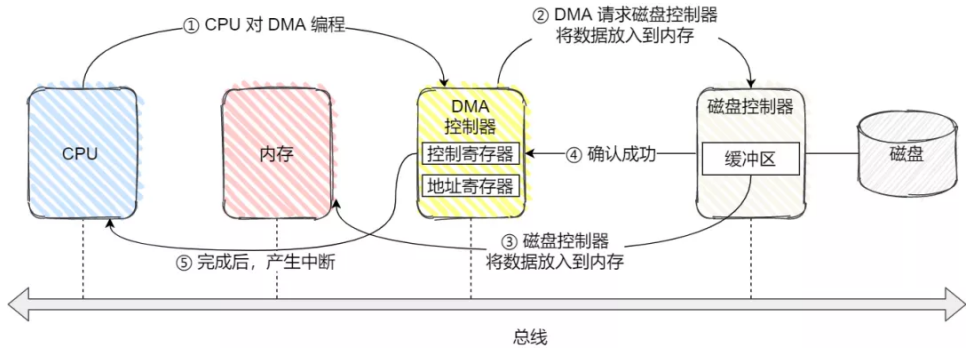 ① CPU 对 DMA 编程
② DMA 请求磁盘控制器
将数据放入到内存
CPU
内存
DMA
控制器
控制寄存器
地址寄存器
④ 确认成功
磁盘控制器
缓冲区
磁盘
③ 磁盘控制器
将数据放入到内存
⑤ 完成后，产生中断
总线